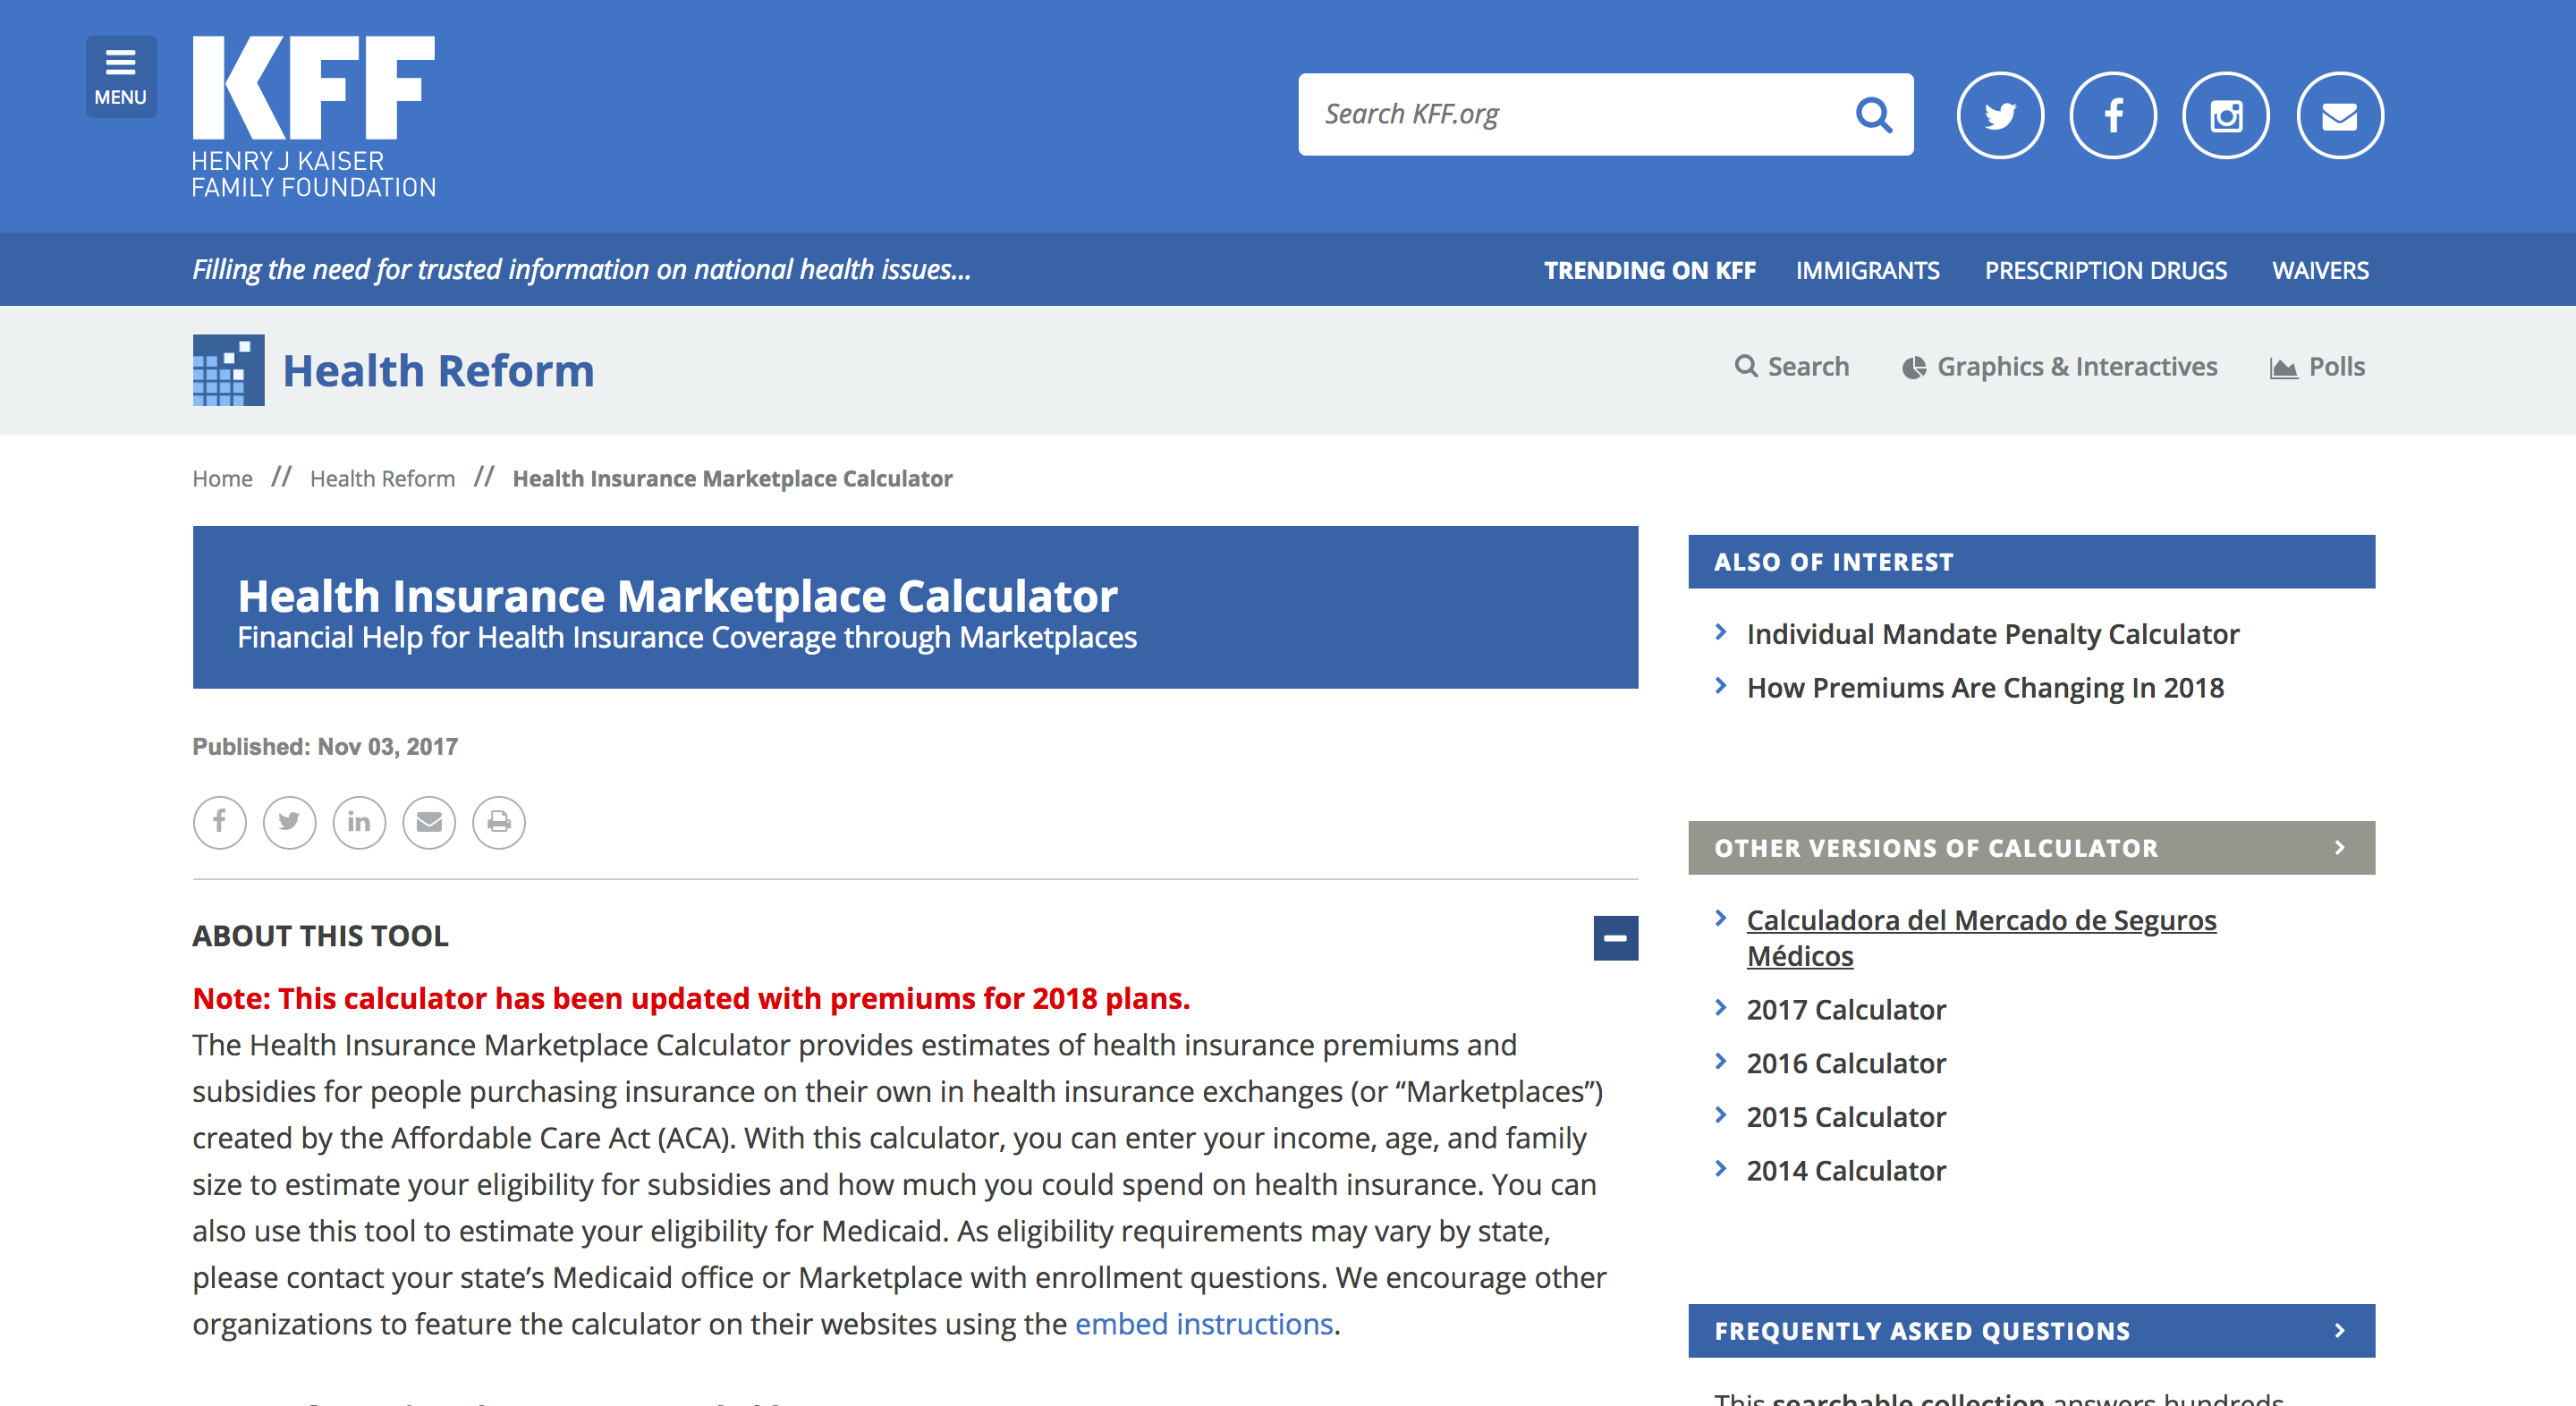 MENU
KFF
HENRY J KAISER
FAMILY FOUNDATION
Search KFF.org
Filling the need for trusted information on national health issues...
TRENDING ON KFF IMMIGRANTS PRESCRIPTION DRUGS WAIVERS
Health Reform
Search Graphics & Interactives Polls
Home // Health Reform // Health Insurance Marketplace Calculator
Health Insurance Marketplace Calculator
Financial Help for Health Insurance Coverage through Marketplaces
Published: Nov 03, 2017
ABOUT THIS TOOL
Note: This calculator has been updated with premiums for 2018 plans.
The Health Insurance Marketplace Calculator provides estimates of health insurance premiums and
subsidies for people purchasing insurance on their own in health insurance exchanges (or “Marketplaces”)
created by the Affordable Care Act (ACA). With this calculator, you can enter your income, age, and family
size to estimate your eligibility for subsidies and how much you could spend on health insurance. You can
also use this tool to estimate your eligibility for Medicaid. As eligibility requirements may vary by state,
please contact your state’s Medicaid office or Marketplace with enrollment questions. We encourage other
organizations to feature the calculator on their websites using the embed instructions.
ALSO OF INTEREST
Individual Mandate Penalty Calculator
How Premiums Are Changing In 2018
OTHER VERSIONS OF CALCULATOR
Calculadora del Mercado de Seguros
Médicos
2017 Calculator
2016 Calculator
2015 Calculator
2014 Calculator
FREQUENTLY ASKED QUESTIONS
This searchable collection answers hundreds